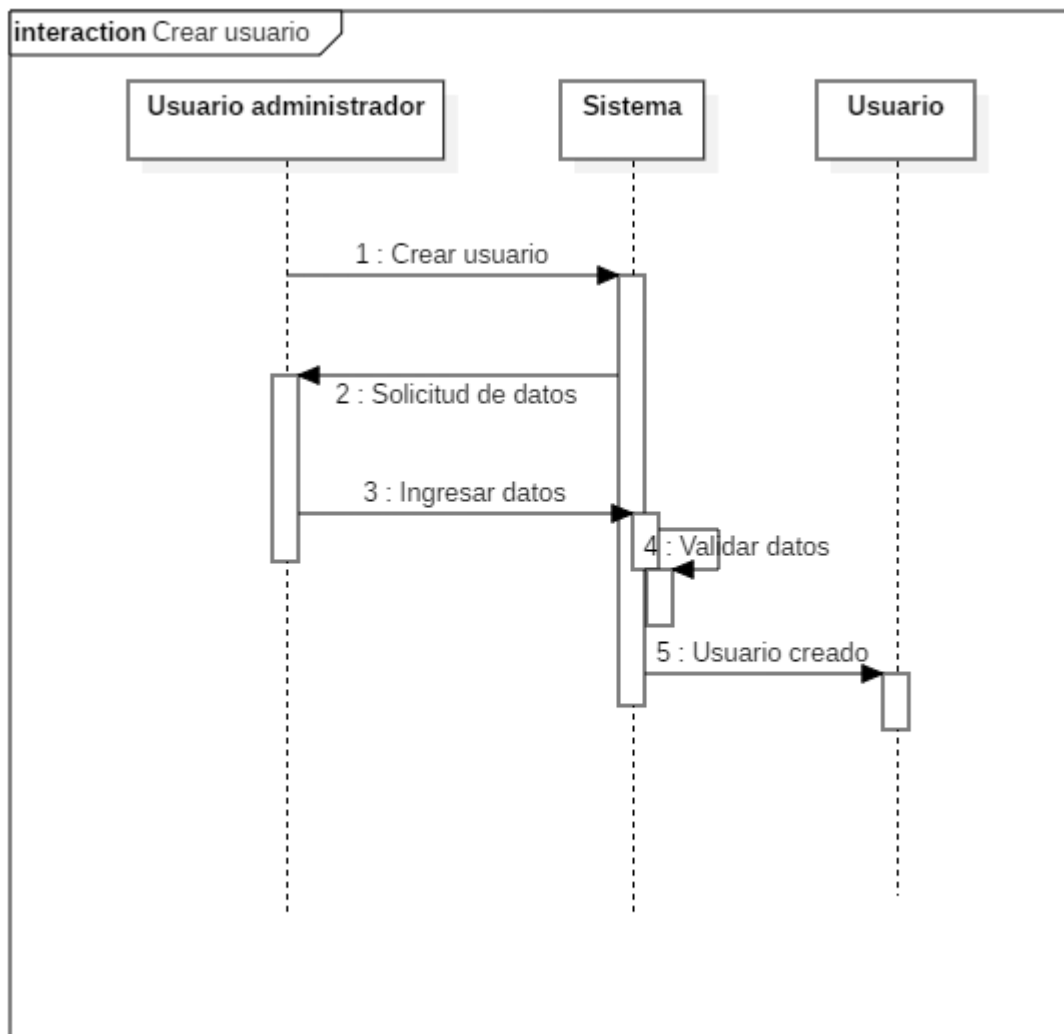 interaction Crear usuario
Usuario administrador
Sistema
Usuario
1 : Crear usuario
2 : Solicitud de datos
3 : Ingresar datos
4 : Validar datos
5 : Usuario creado